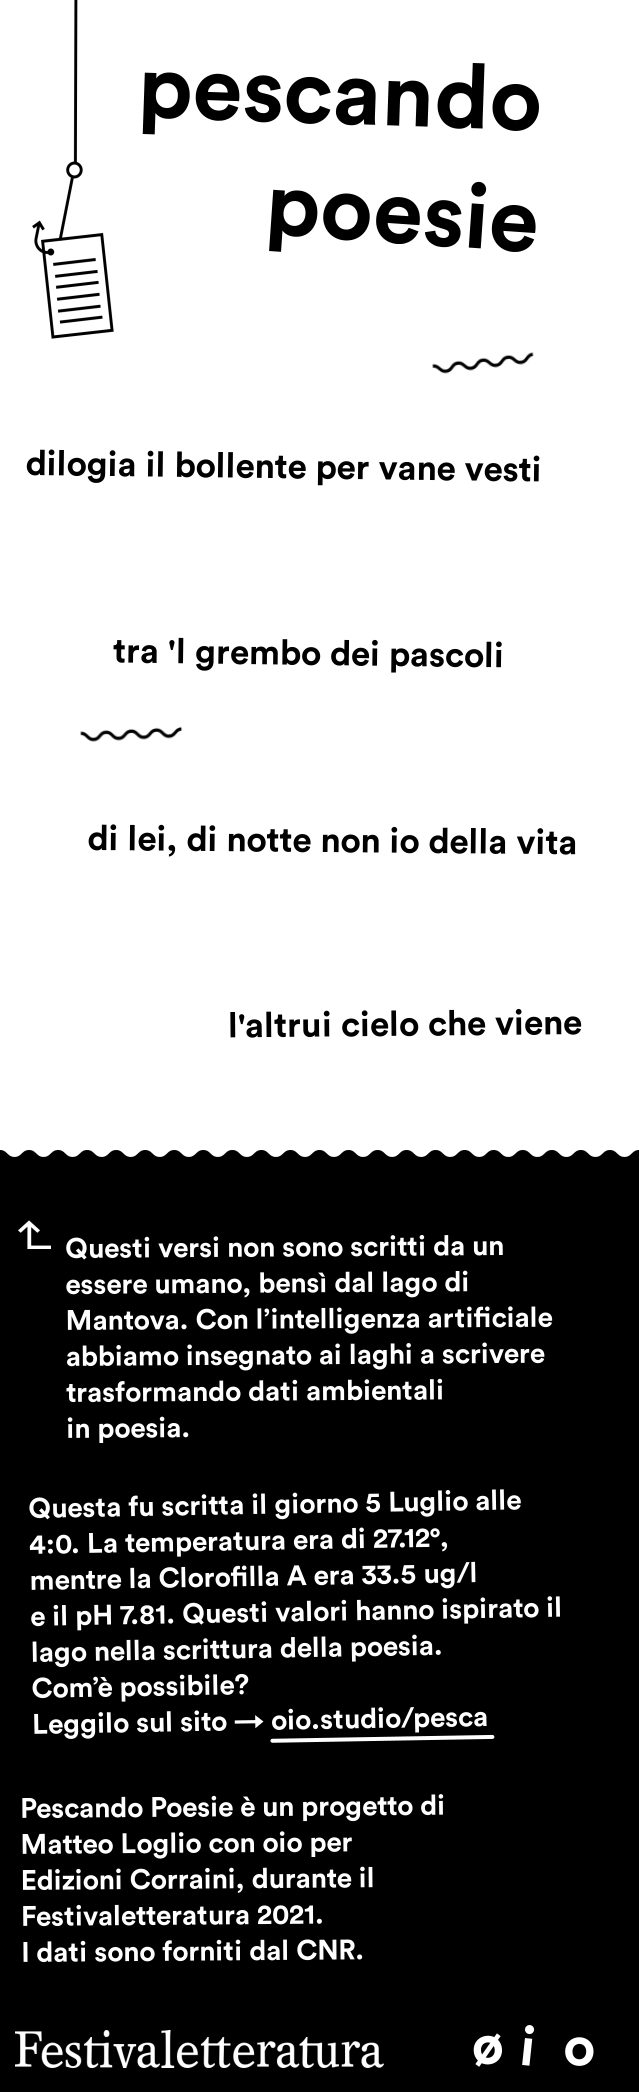 pescando
poesie
dilogia il bollente per vane vesti
tra 'l grembo dei pascoli
di lei, di notte non io della vita
l'altrui cielo che viene
Questi versi non sono scritti da un
essere umano, bensì dal lago di
Mantova. Con l’intelligenza artificiale
abbiamo insegnato ai laghi a scrivere
trasformando dati ambientali
in poesia.
Questa fu scritta il giorno 5 Luglio alle
4:0. La temperatura era di 27.12°,
mentre la Clorofilla A era 33.5 ug/l
e il pH 7.81. Questi valori hanno ispirato il
lago nella scrittura della poesia.
Com’è possibile?
Leggilo sul sito → oio.studio/pesca
Pescando Poesie è un progetto di
Matteo Loglio con oio per
Edizioni Corraini, durante il
Festivaletteratura 2021.
I dati sono forniti dal CNR.
Festivaletteratura
ø i o